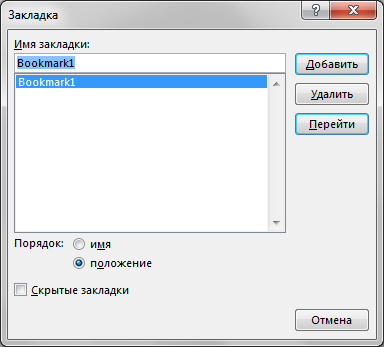 Закладка
Имя закладки:
Bookmark1
Добавить
Bookmark1
Удалить
Перейти
Порядок:
имя
положение
Скрытые закладки
Отмена